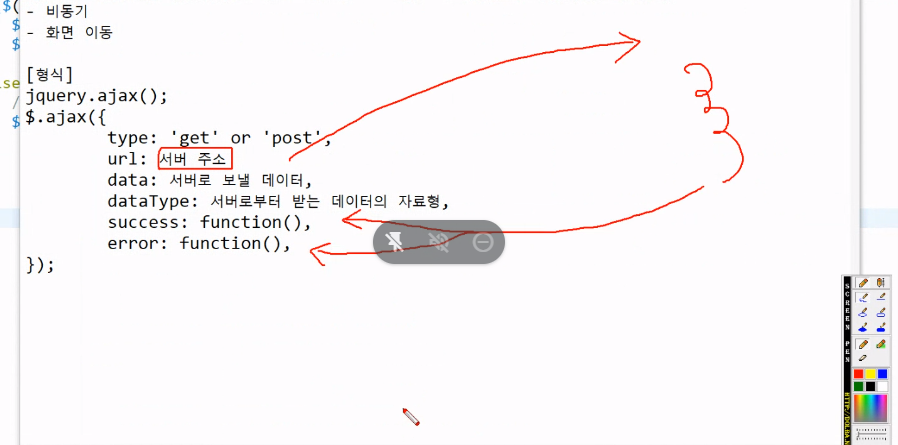 $(
- 비동기
$
- 화면 이동
$
[형식]
lse
jquery.ajax();
/
$.ajax({
$
type: 'get' or 'post',
url: 서버 주소
data: 서버로 보낼 데이터,
dataType: 서버로부터 받는 데이터의 자료형,
success: function(),
error: function(),
});
SCREEN PEN